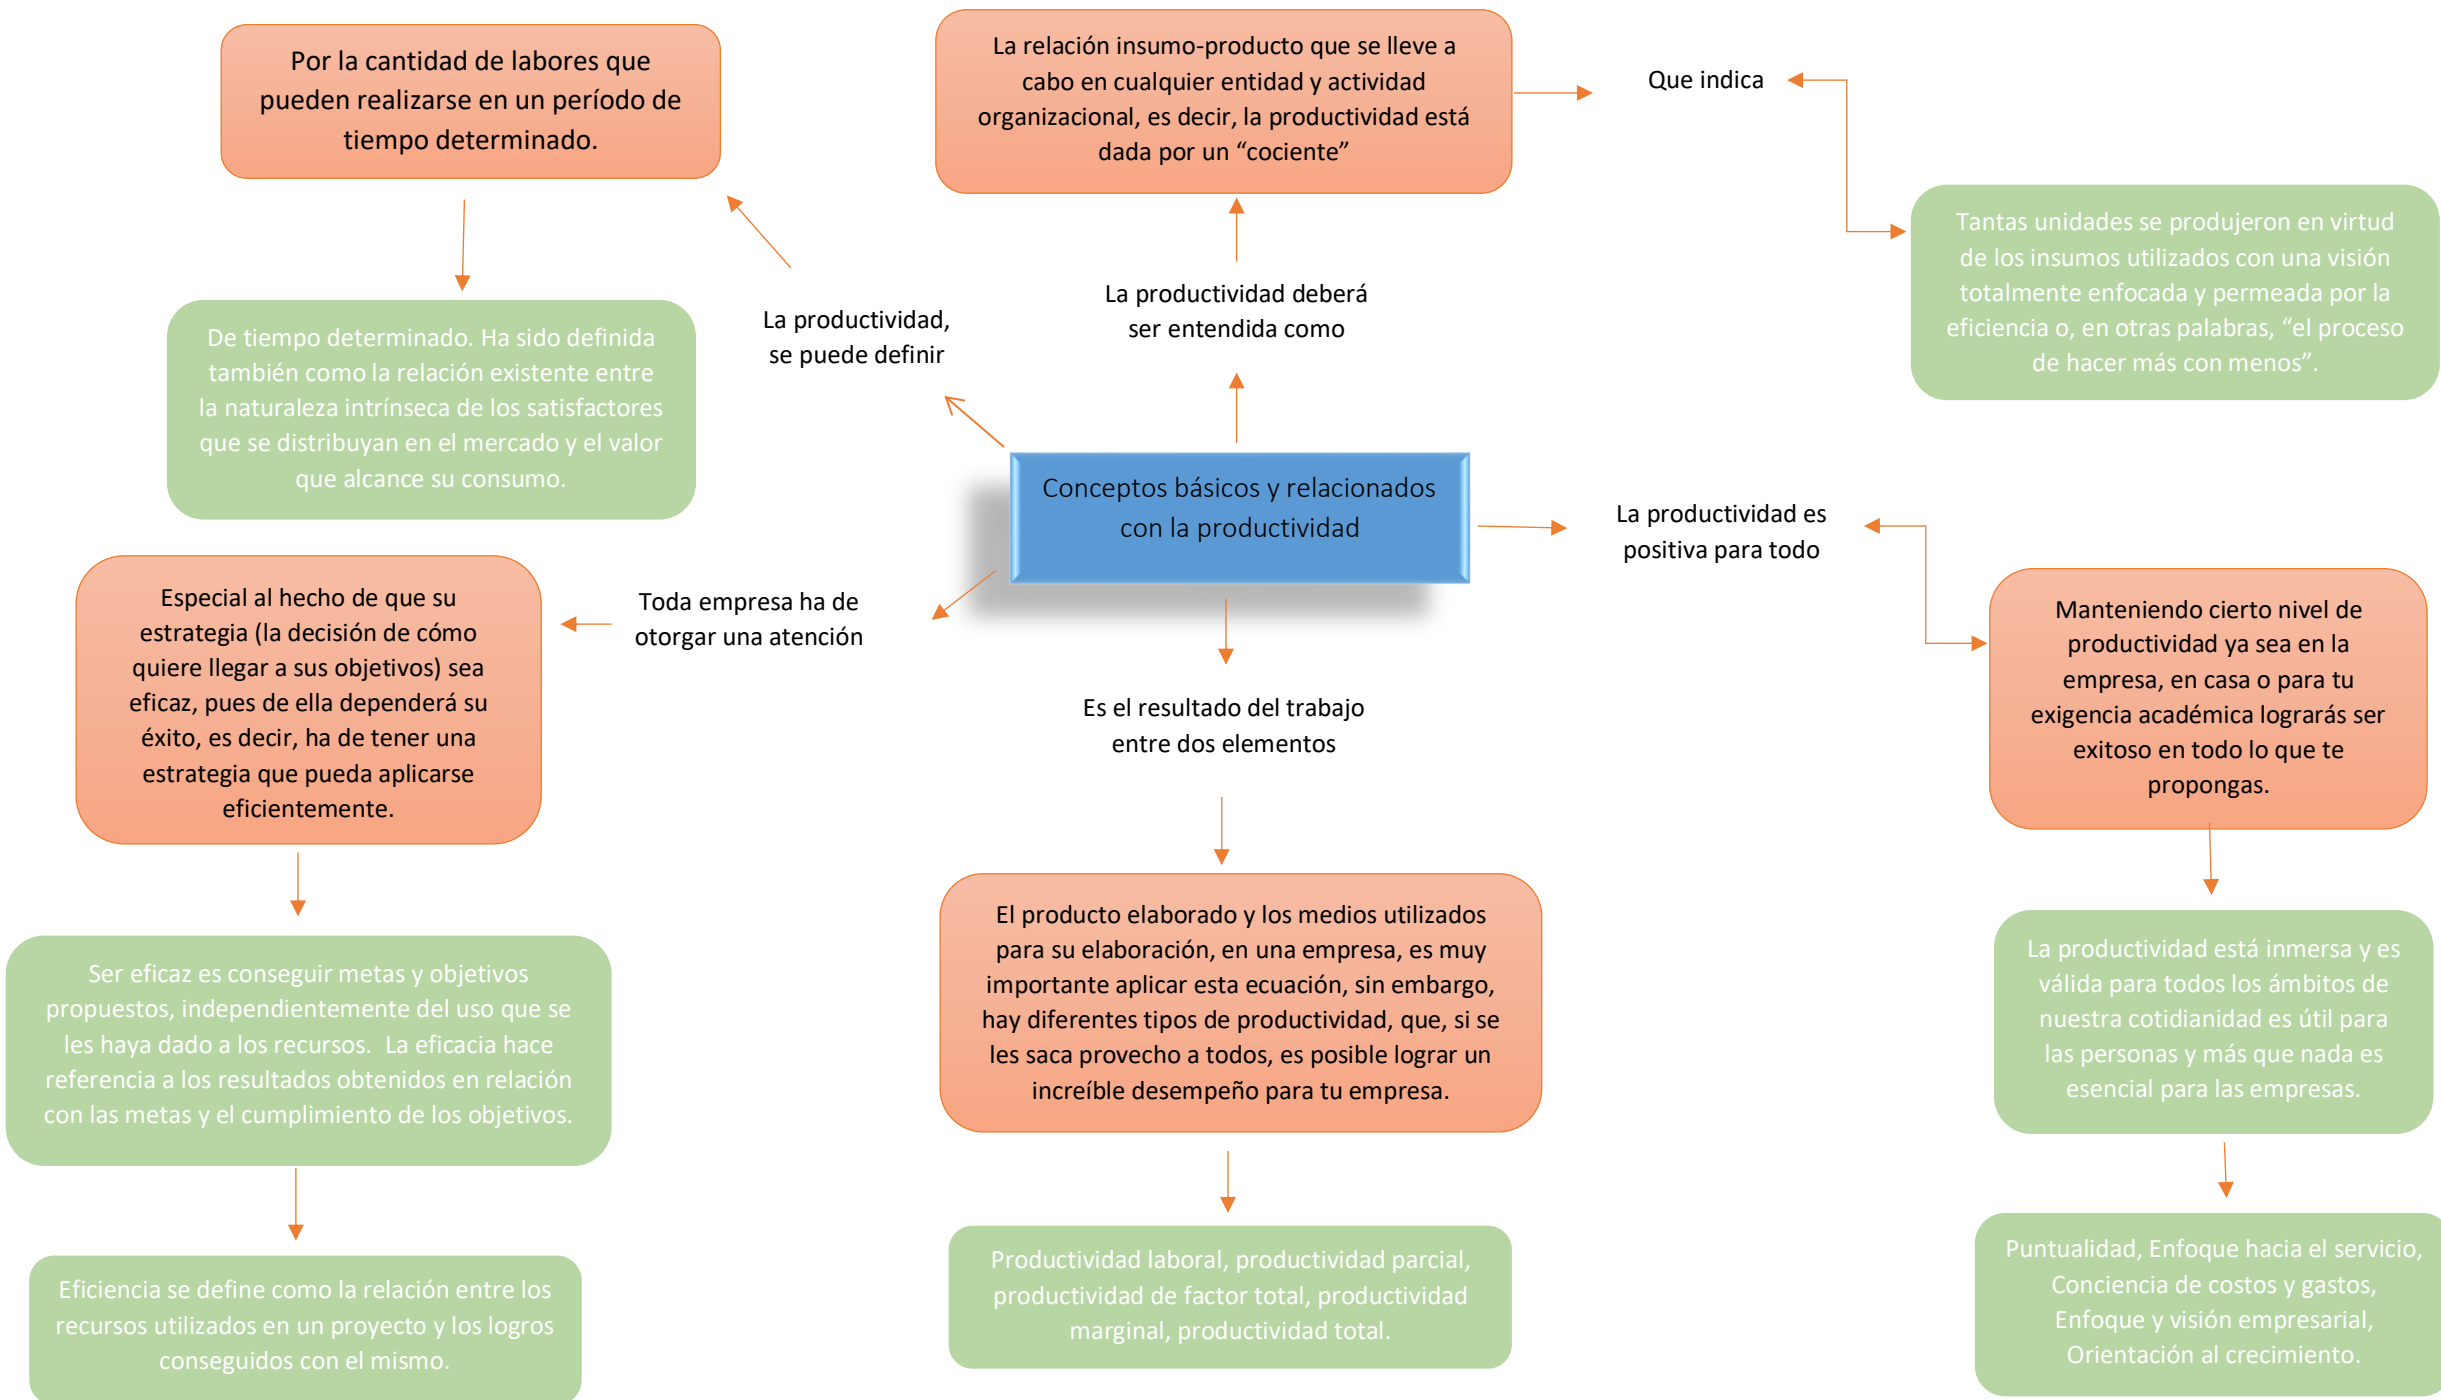 Por la cantidad de labores que
pueden realizarse en un período de
tiempo determinado.
La relación insumo-producto que se lleve a
cabo en cualquier entidad y actividad
organizacional, es decir, la productividad está
dada por un “cociente”
Que indica
Tantas unidades se produjeron en virtud
de los insumos utilizados con una visión
totalmente enfocada y permeada por la
eficiencia o, en otras palabras, “el proceso
de hacer más con menos”.
De tiempo determinado. Ha sido definida
también como la relación existente entre
la naturaleza intrínseca de los satisfactores
que se distribuyan en el mercado y el valor
que alcance su consumo.
La productividad,
se puede definir
La productividad deberá
ser entendida como
Conceptos básicos y relacionados
con la productividad
La productividad es
positiva para todo
Especial al hecho de que su
estrategia (la decisión de cómo
quiere llegar a sus objetivos) sea
eficaz, pues de ella dependerá su
éxito, es decir, ha de tener una
estrategia que pueda aplicarse
eficientemente.
Toda empresa ha de
otorgar una atención
Es el resultado del trabajo
entre dos elementos
Manteniendo cierto nivel de
productividad ya sea en la
empresa, en casa o para tu
exigencia académica lograrás ser
exitoso en todo lo que te
propongas.
Ser eficaz es conseguir metas y objetivos
propuestos, independientemente del uso que se
les haya dado a los recursos.  La eficacia hace
referencia a los resultados obtenidos en relación
con las metas y el cumplimiento de los objetivos.
El producto elaborado y los medios utilizados
para su elaboración, en una empresa, es muy
importante aplicar esta ecuación, sin embargo,
hay diferentes tipos de productividad, que, si se
les saca provecho a todos, es posible lograr un
increíble desempeño para tu empresa.
La productividad está inmersa y es
válida para todos los ámbitos de
nuestra cotidianidad es útil para
las personas y más que nada es
esencial para las empresas.
Eficiencia se define como la relación entre los
recursos utilizados en un proyecto y los logros
conseguidos con el mismo.
Productividad laboral, productividad parcial,
productividad de factor total, productividad
marginal, productividad total.
Puntualidad, Enfoque hacia el servicio,
Conciencia de costos y gastos,
Enfoque y visión empresarial,
Orientación al crecimiento.